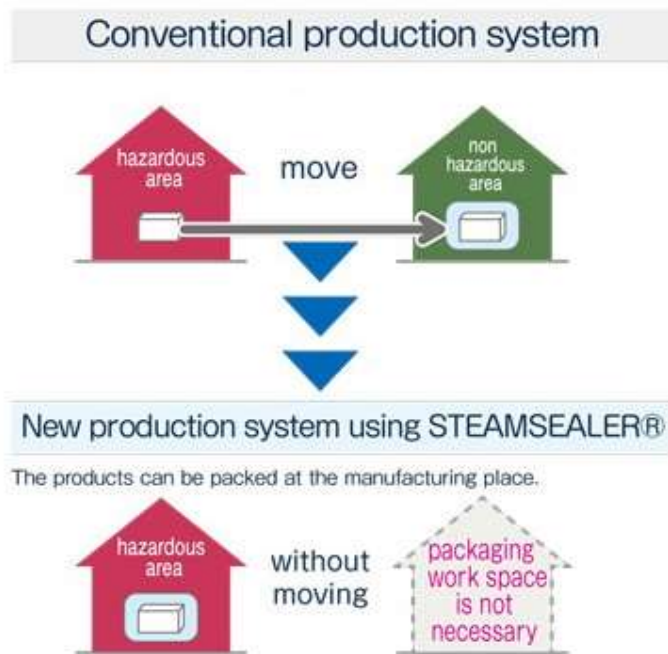 Conventional production system
hazardous
area
move
non
hazardous
area
New production system using STEAMSEALER®
The products can be packed at the manufacturing place.
hazardous
area
without
moving
packaging
work space
is not
necessary